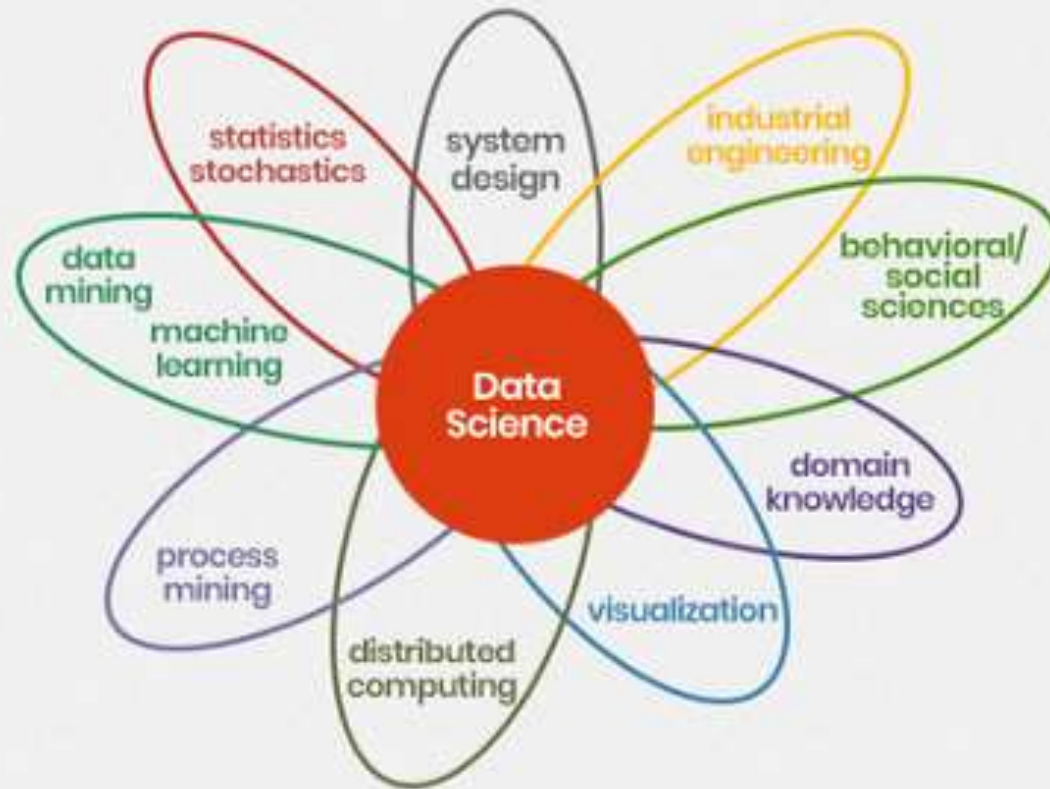 statistics
stochastics
system
design
industrial
engineering
data
mining
machine
learning
behavioral/
social
sciences
Data
Science
domain
knowledge
process
mining
distributed
computing
visualization